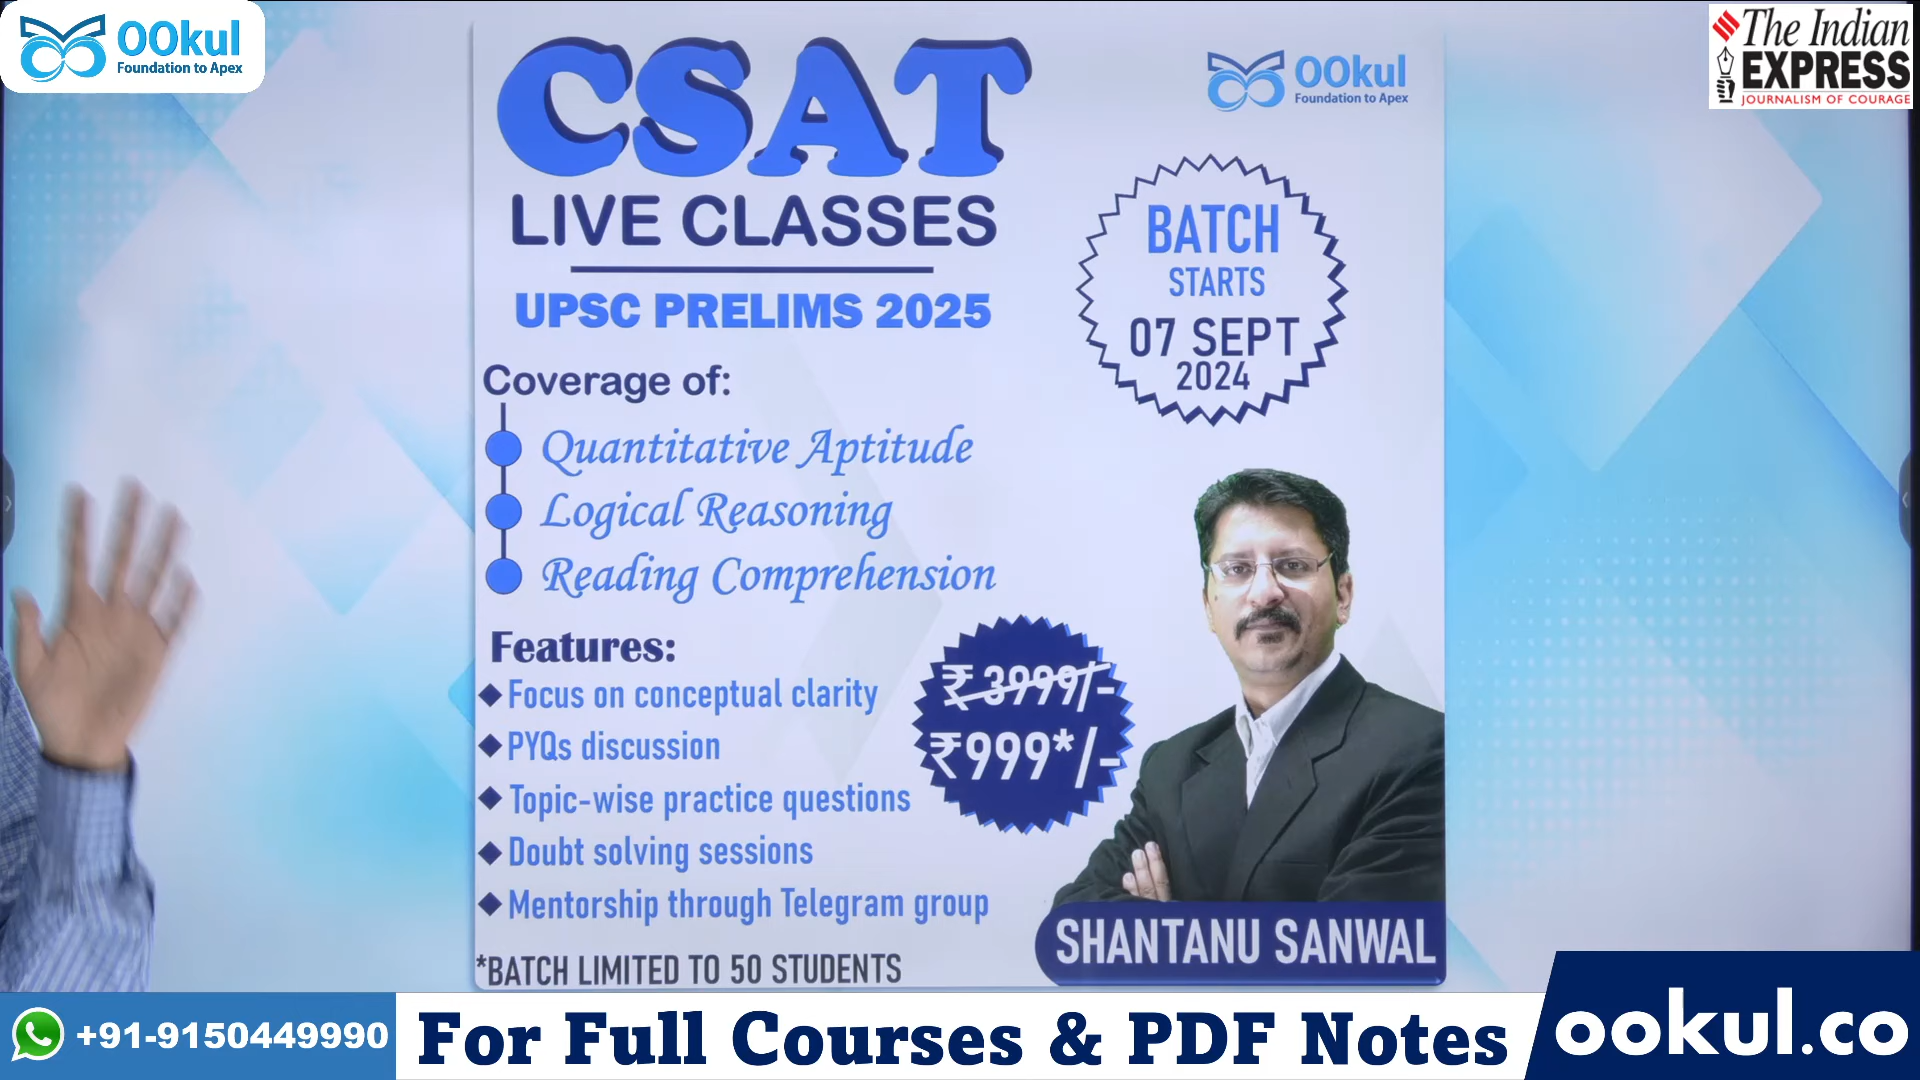 OOkul
Foundation to Apex
The Indian
EXPRESS
JOURNALISM OF COURAGE
CSAT
LIVE CLASSES
UPSC PRELIMS 2025
OOkul
Foundation to Apex
BATCH
STARTS
07 SEPT
2024
Coverage of:
Quantitative Aptitude
Logical Reasoning
Reading Comprehension
Features:
Focus on conceptual clarity
PYQs discussion
Topic-wise practice questions
Doubt solving sessions
Mentorship through Telegram group
₹ 3999/-
₹999*/-
*BATCH LIMITED TO 50 STUDENTS
SHANTANU SANWAL
+91-9150449990
For Full Courses & PDF Notes
ookul.co